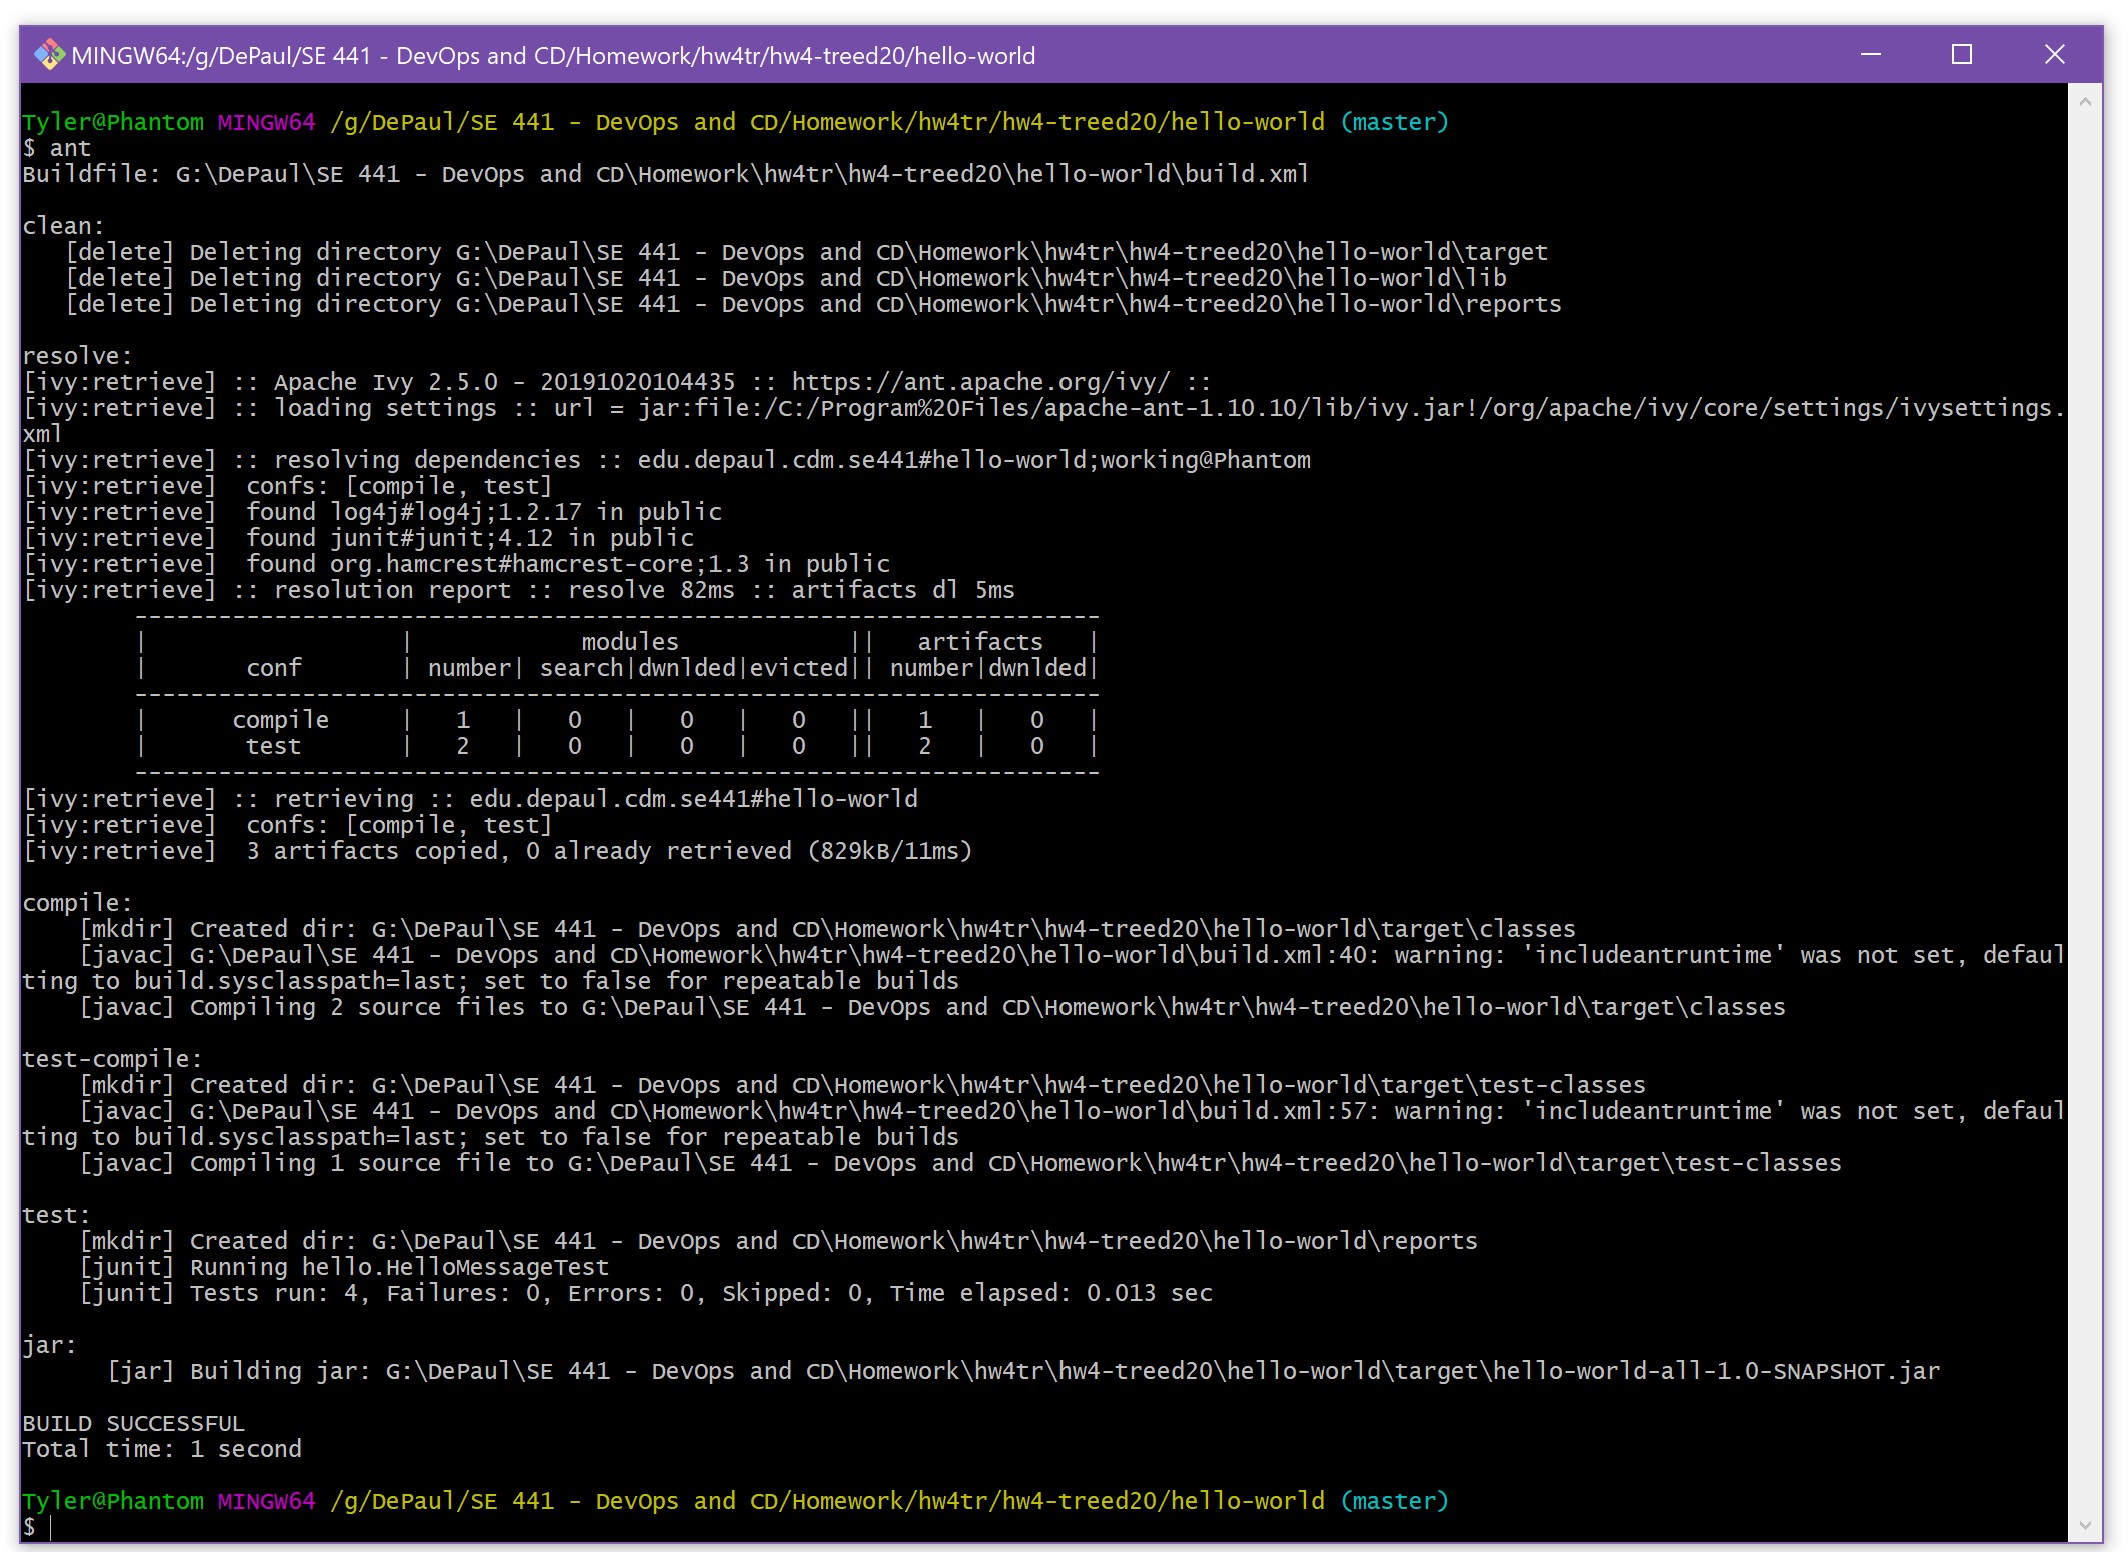 MINGW64:/g/DePaul/SE 441 - DevOps and CD/Homework/hw4tr/hw4-treed20/hello-world
Tyler@Phantom MINGW64 /g/DePaul/SE 441 - DevOps and CD/Homework/hw4tr/hw4-treed20/hello-world (master)
$ ant
Buildfile: G:\DePaul\SE 441 - DevOps and CD\Homework\hw4tr\hw4-treed20\hello-world\build.xml

clean:
   [delete] Deleting directory G:\DePaul\SE 441 - DevOps and CD\Homework\hw4tr\hw4-treed20\hello-world\target
   [delete] Deleting directory G:\DePaul\SE 441 - DevOps and CD\Homework\hw4tr\hw4-treed20\hello-world\lib
   [delete] Deleting directory G:\DePaul\SE 441 - DevOps and CD\Homework\hw4tr\hw4-treed20\hello-world\reports

resolve:
[ivy:retrieve] :: Apache Ivy 2.5.0 - 20191020104435 :: https://ant.apache.org/ivy/ ::
[ivy:retrieve] :: loading settings :: url = jar:file:/C:/Program%20Files/apache-ant-1.10.10/lib/ivy.jar!/org/apache/ivy/core/settings/ivysettings.
xml
[ivy:retrieve] :: resolving dependencies :: edu.depaul.cdm.se441#hello-world;working@Phantom
[ivy:retrieve]  confs: [compile, test]
[ivy:retrieve]  found log4j#log4j;1.2.17 in public
[ivy:retrieve]  found junit#junit;4.12 in public
[ivy:retrieve]  found org.hamcrest#hamcrest-core;1.3 in public
[ivy:retrieve] :: resolution report :: resolve 82ms :: artifacts dl 5ms
        ---------------------------------------------------------------------
        |                  |            modules            ||   artifacts   |
        |       conf       | number| search|dwnlded|evicted|| number|dwnlded|
        ---------------------------------------------------------------------
        |      compile     |   1   |   0   |   0   |   0   ||   1   |   0   |
        |       test       |   2   |   0   |   0   |   0   ||   2   |   0   |
        ---------------------------------------------------------------------
[ivy:retrieve] :: retrieving :: edu.depaul.cdm.se441#hello-world
[ivy:retrieve]  confs: [compile, test]
[ivy:retrieve]  3 artifacts copied, 0 already retrieved (829kB/11ms)

compile:
    [mkdir] Created dir: G:\DePaul\SE 441 - DevOps and CD\Homework\hw4tr\hw4-treed20\hello-world\target\classes
    [javac] G:\DePaul\SE 441 - DevOps and CD\Homework\hw4tr\hw4-treed20\hello-world\build.xml:40: warning: 'includeantruntime' was not set, defaul
ting to build.sysclasspath=last; set to false for repeatable builds
    [javac] Compiling 2 source files to G:\DePaul\SE 441 - DevOps and CD\Homework\hw4tr\hw4-treed20\hello-world\target\classes

test-compile:
    [mkdir] Created dir: G:\DePaul\SE 441 - DevOps and CD\Homework\hw4tr\hw4-treed20\hello-world\target\test-classes
    [javac] G:\DePaul\SE 441 - DevOps and CD\Homework\hw4tr\hw4-treed20\hello-world\build.xml:57: warning: 'includeantruntime' was not set, defaul
ting to build.sysclasspath=last; set to false for repeatable builds
    [javac] Compiling 1 source file to G:\DePaul\SE 441 - DevOps and CD\Homework\hw4tr\hw4-treed20\hello-world\target\test-classes

test:
    [mkdir] Created dir: G:\DePaul\SE 441 - DevOps and CD\Homework\hw4tr\hw4-treed20\hello-world\reports
    [junit] Running hello.HelloMessageTest
    [junit] Tests run: 4, Failures: 0, Errors: 0, Skipped: 0, Time elapsed: 0.013 sec

jar:
      [jar] Building jar: G:\DePaul\SE 441 - DevOps and CD\Homework\hw4tr\hw4-treed20\hello-world\target\hello-world-all-1.0-SNAPSHOT.jar

BUILD SUCCESSFUL
Total time: 1 second

Tyler@Phantom MINGW64 /g/DePaul/SE 441 - DevOps and CD/Homework/hw4tr/hw4-treed20/hello-world (master)
$